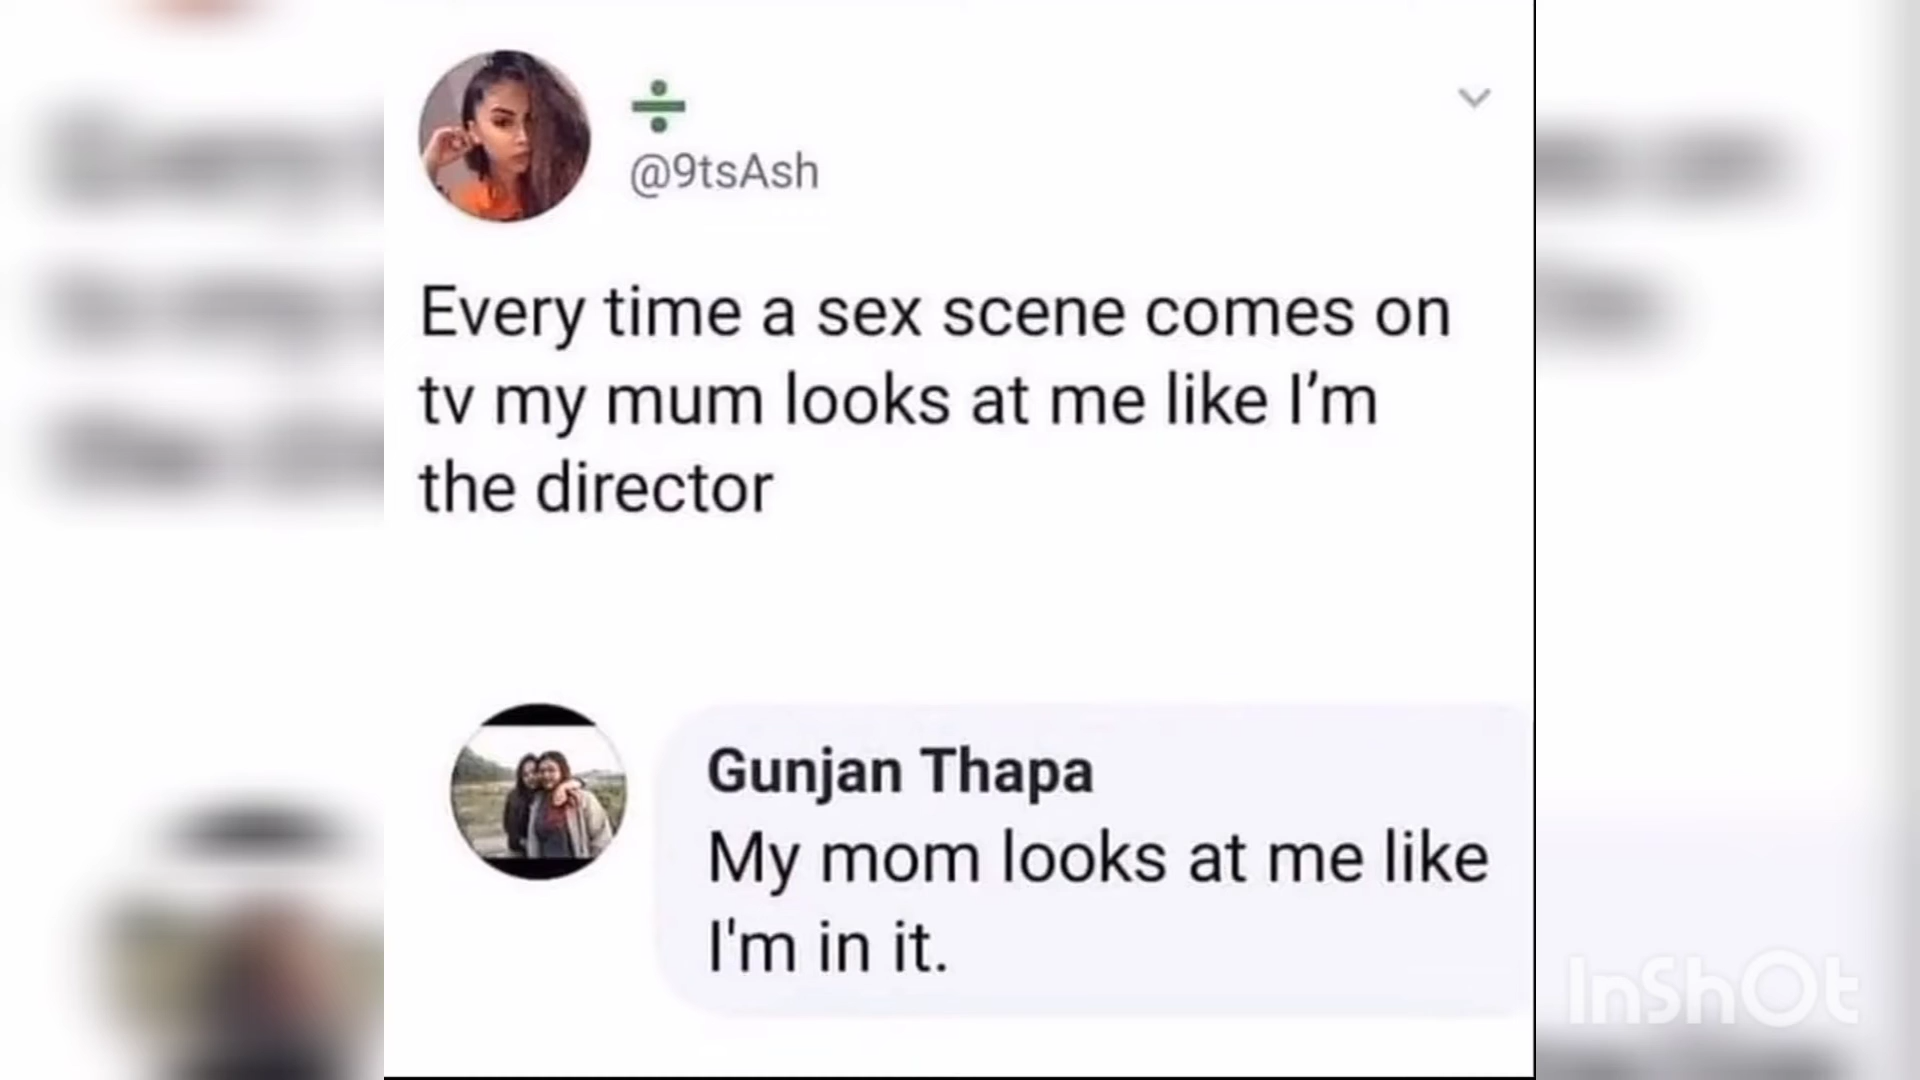 ÷
@9tsAsh
Every time a sex scene comes on
tv my mum looks at me like I’m
the director
Gunjan Thapa
My mom looks at me like
I'm in it.
InShOt